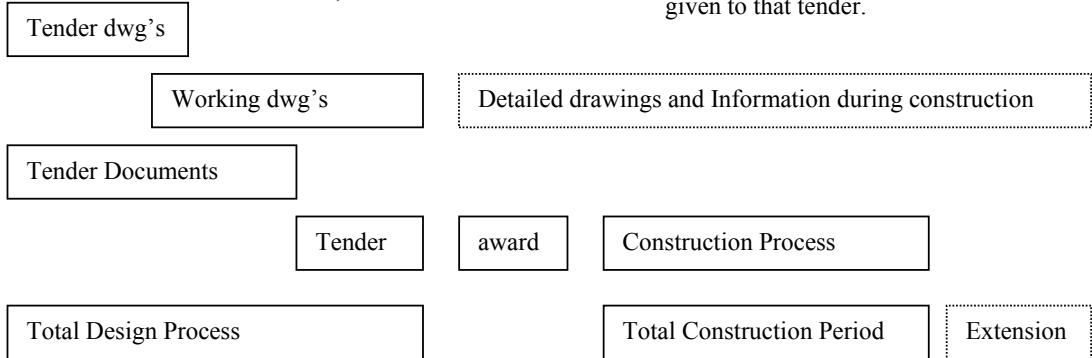 given to that tender.
Tender dwg’s
Working dwg’s
Detailed drawings and Information during construction
Tender Documents
Tender
award
Construction Process
Total Design Process
Total Construction Period
Extension